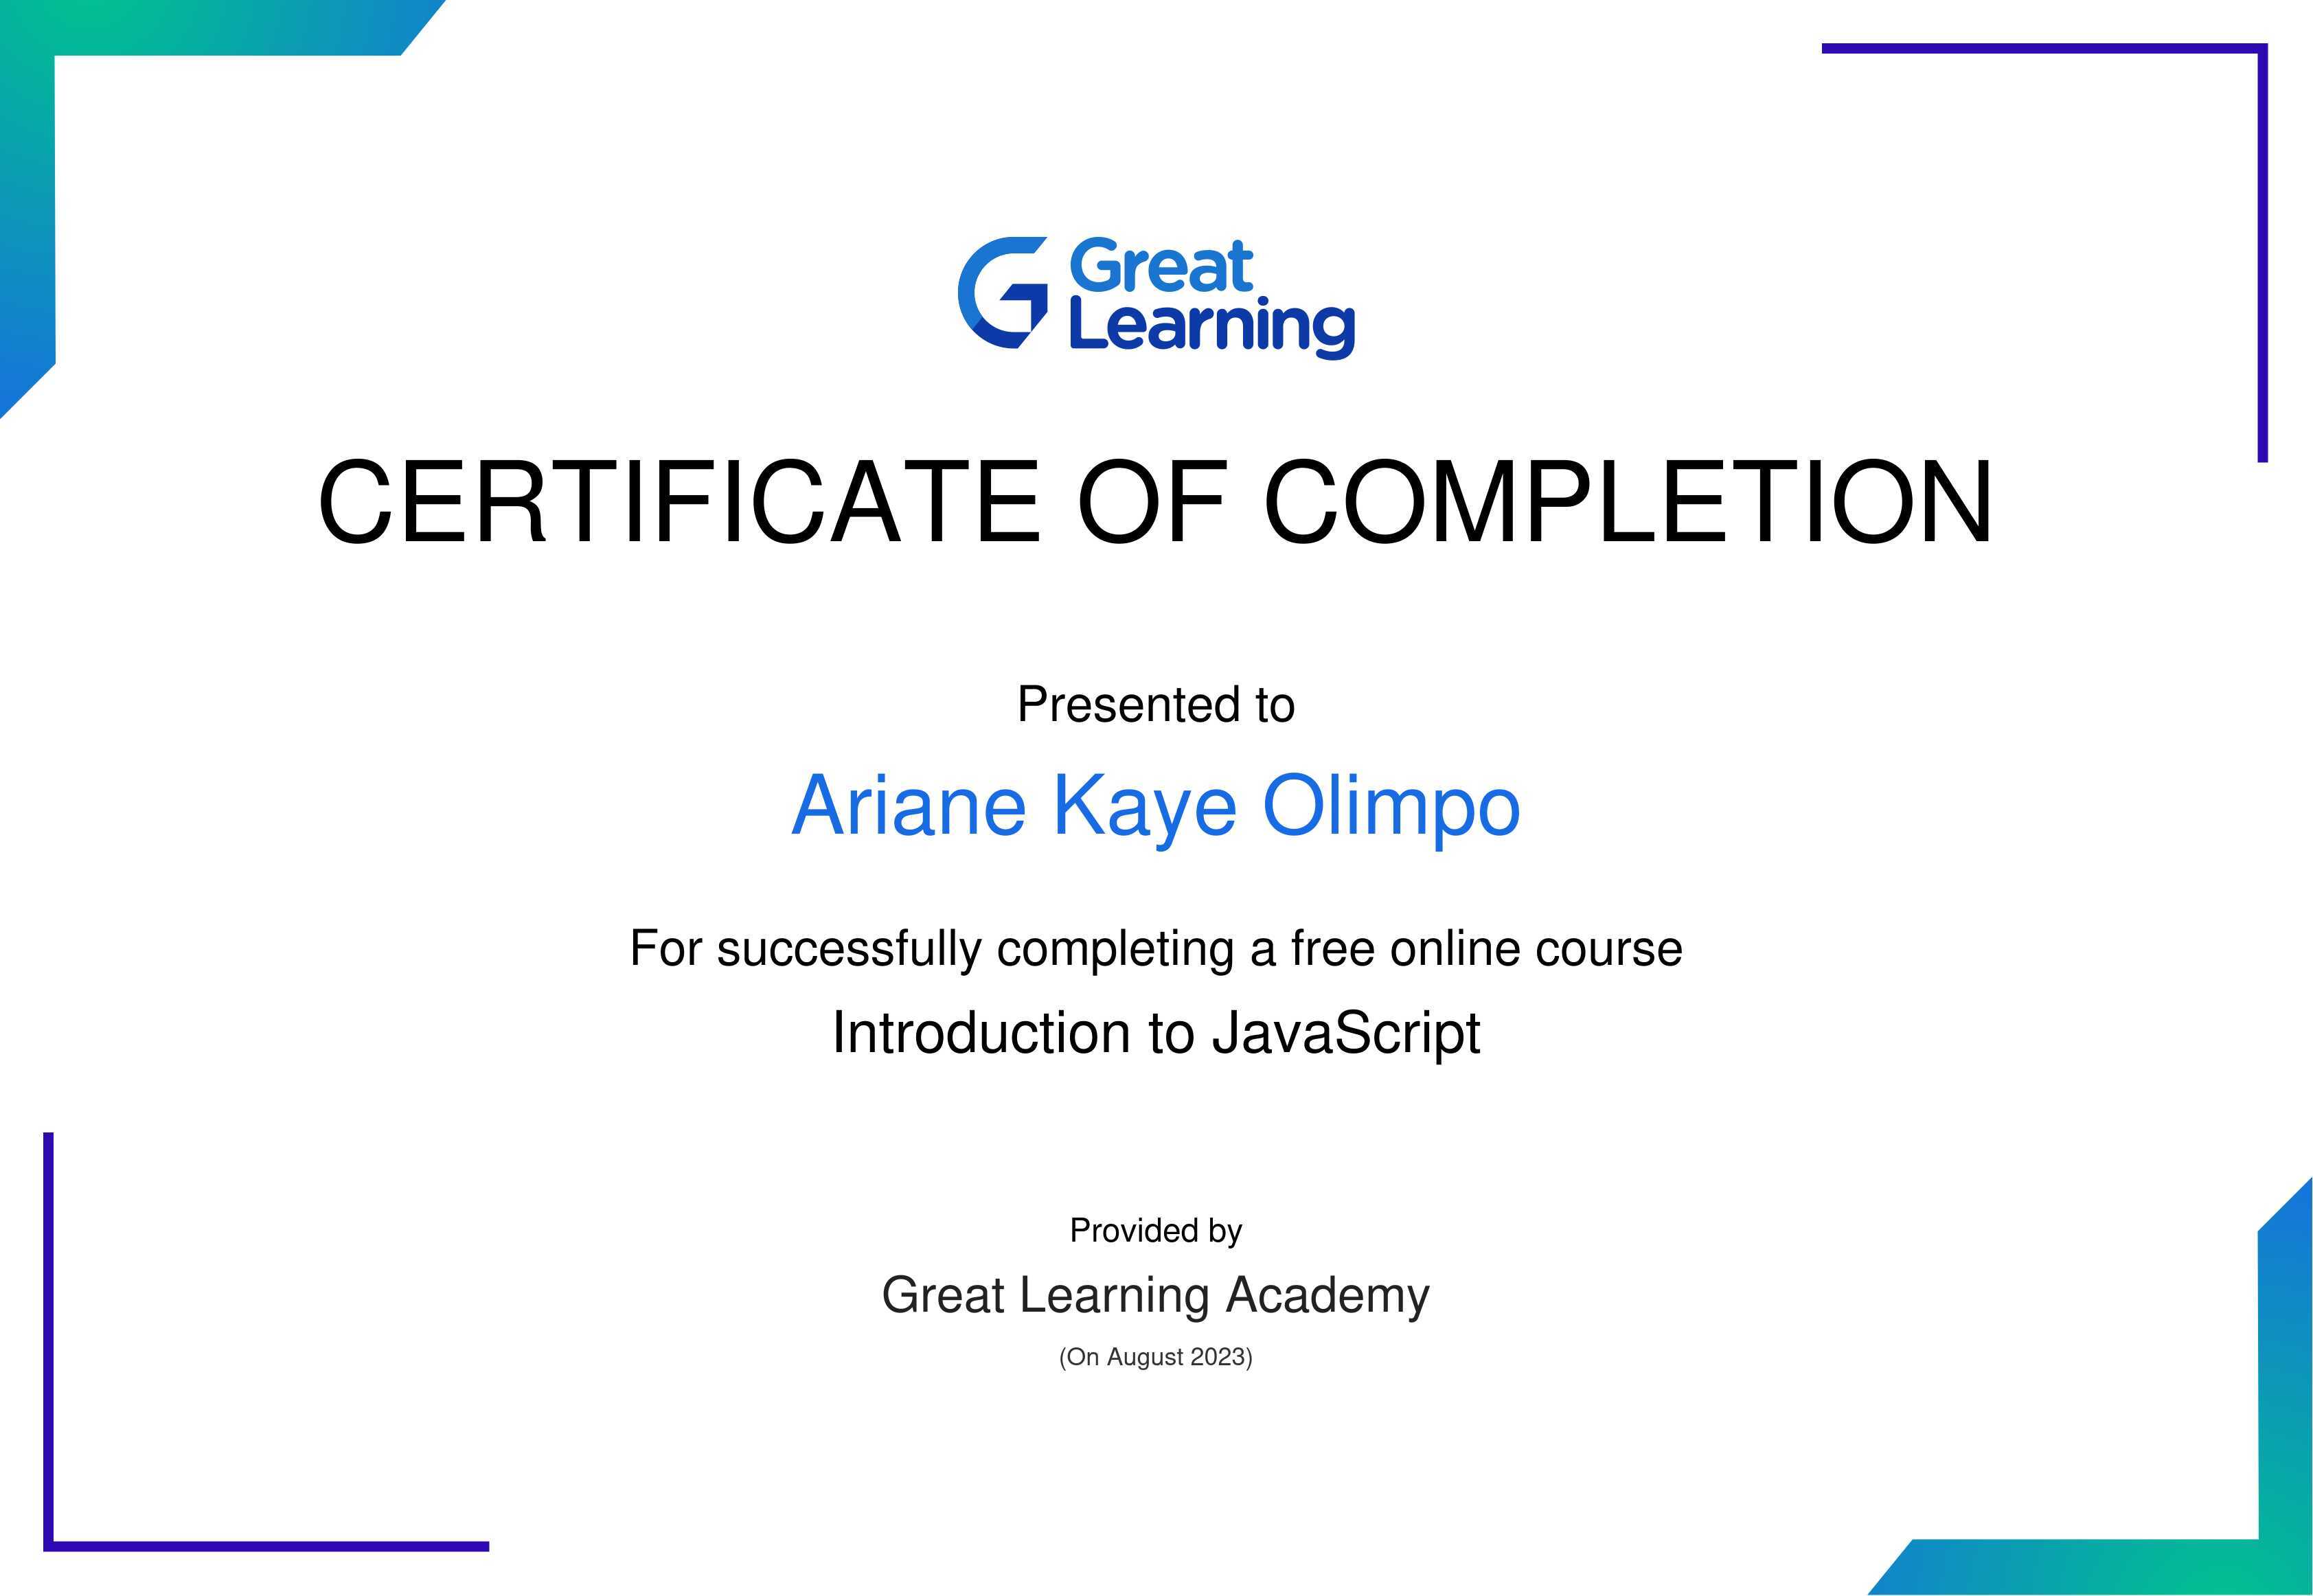 Great
Learning
CERTIFICATE OF COMPLETION
Presented to
Ariane Kaye Olimpo
For successfully completing a free online course
Introduction to JavaScript
Provided by
Great Learning Academy
(On August 2023)